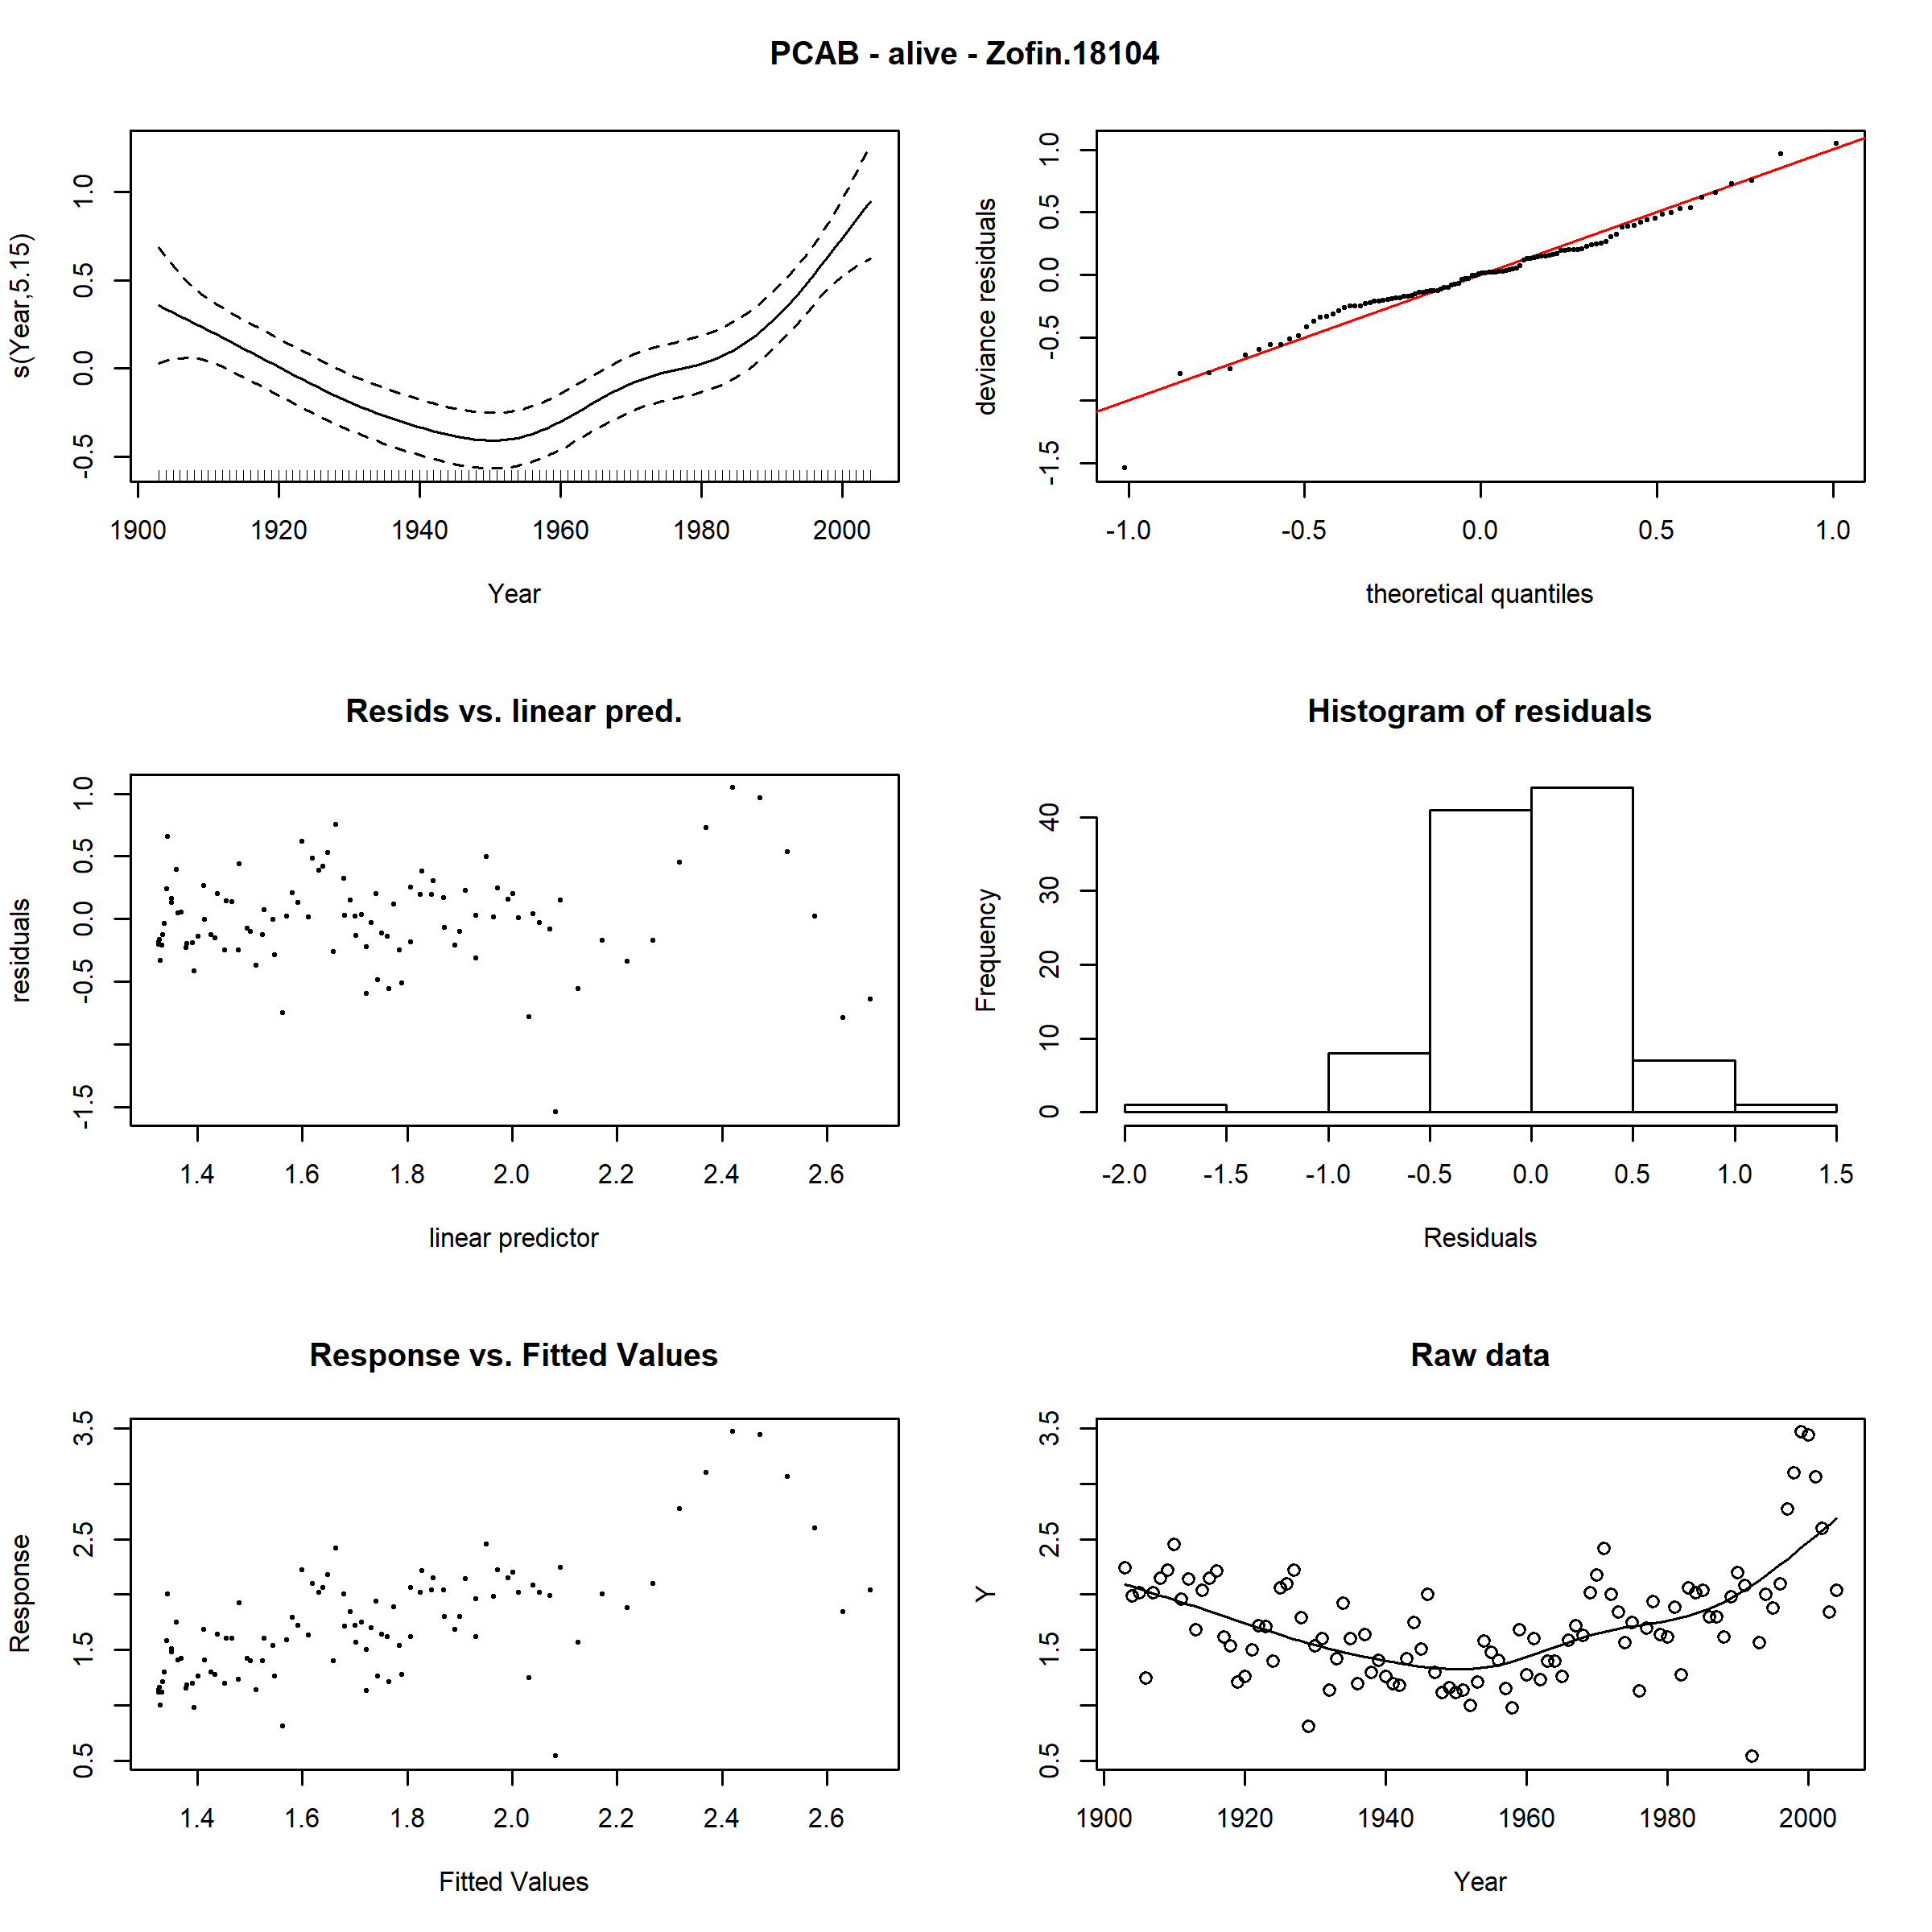 PCAB - alive - Zofin.18104
s(Year,5.15)
-0.5 0.0 0.5 1.0
1900 1920 1940 1960 1980 2000
Year
deviance residuals
-1.5 -0.5 0.0 0.5 1.0
-1.0 -0.5 0.0 0.5 1.0
theoretical quantiles
Resids vs. linear pred.
residuals
-1.5 -0.5 0.0 0.5 1.0
1.4 1.6 1.8 2.0 2.2 2.4 2.6
linear predictor
Histogram of residuals
Frequency
0 10 20 30 40
-2.0 -1.5 -1.0 -0.5 0.0 0.5 1.0 1.5
Residuals
Response vs. Fitted Values
Response
0.5 1.5 2.5 3.5
1.4 1.6 1.8 2.0 2.2 2.4 2.6
Fitted Values
Raw data
Y
0.5 1.5 2.5 3.5
1900 1920 1940 1960 1980 2000
Year